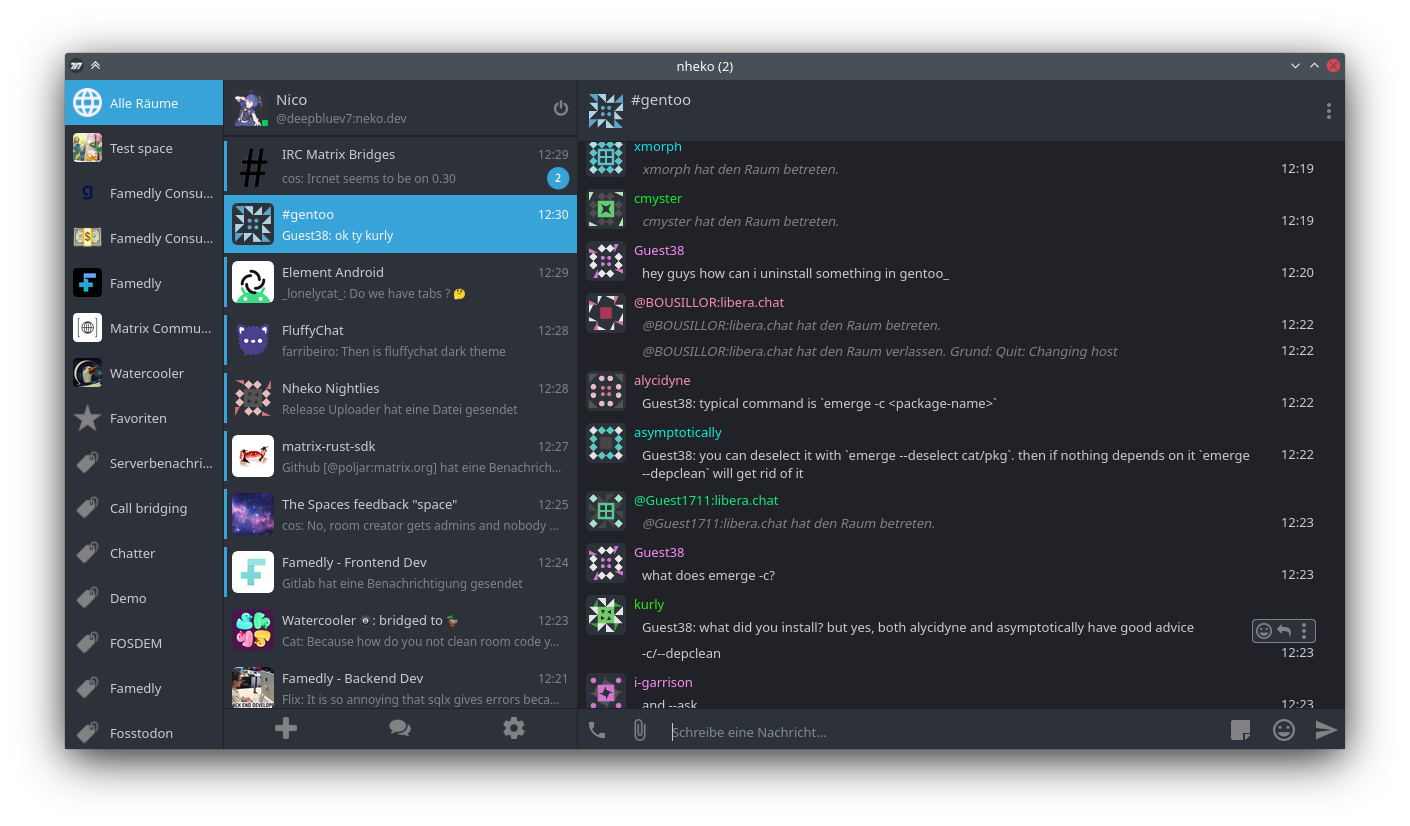 nheko (2)
Alle Räume
Test space
Famedly Consu...
Famedly Consu...
Famedly
Matrix Commu...
Watercooler
Favoriten
Serverbenachri...
Call bridging
Chatter
Demo
FOSDEM
Famedly
Fosstodon
Nico
@deepbluev7:neko.dev
IRC Matrix Bridges 12:29
cos: Ircnet seems to be on 0.30 2
#gentoo 12:30
Guest38: ok ty kurly
Element Android 12:29
_lonelycat_: Do we have tabs ? 🤔
FluffyChat 12:28
farribeiro: Then is fluffychat dark theme
Nheko Nightlies 12:28
Release Uploader hat eine Datei gesendet
matrix-rust-sdk 12:27
Github [@poljar:matrix.org] hat eine Benachrich...
The Spaces feedback "space" 12:25
cos: No, room creator gets admins and nobody ...
Famedly - Frontend Dev 12:24
Gitlab hat eine Benachrichtigung gesendet
Watercooler : bridged to 12:23
Cat: Because how do you not clean room code y...
Famedly - Backend Dev 12:21
Flix: It is so annoying that sqlx gives errors beca...
#gentoo
xmorph
xmorph hat den Raum betreten. 12:19
cmyster
cmyster hat den Raum betreten. 12:19
Guest38
hey guys how can i uninstall something in gentoo_ 12:20
@BOUSILLOR:libera.chat
@BOUSILLOR:libera.chat hat den Raum betreten. 12:22
@BOUSILLOR:libera.chat hat den Raum verlassen. Grund: Quit: Changing host 12:22
alycidyne
Guest38: typical command is `emerge -c <package-name>` 12:22
asymptotically
Guest38: you can deselect it with `emerge --deselect cat/pkg`. then if nothing depends on it `emerge 12:22
--depclean` will get rid of it
@Guest1711:libera.chat
@Guest1711:libera.chat hat den Raum betreten. 12:23
Guest38
what does emerge -c? 12:23
kurly
Guest38: what did you install? but yes, both alycidyne and asymptotically have good advice
-c/--depclean 12:23
i-garrison
and --ask 12:23
Schreibe eine Nachricht...